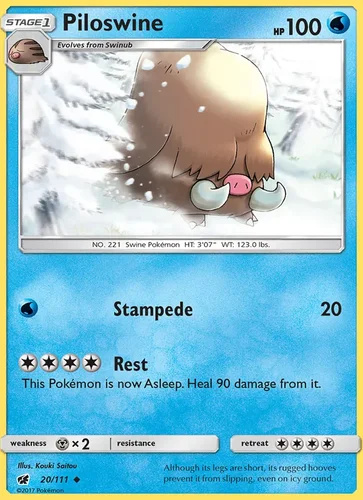 STAGE 1 Piloswine HP 100
Evolves from Swinub
NO. 221 Swine Pokémon HT: 3'07" WT: 123.0 lbs.
Stampede 20
Rest
This Pokémon is now Asleep. Heal 90 damage from it.
weakness × 2 resistance retreat
Illus. Kouki Saitou
20/111
©2017 Pokémon
Although its legs are short, its rugged hooves
prevent it from slipping, even on icy ground.